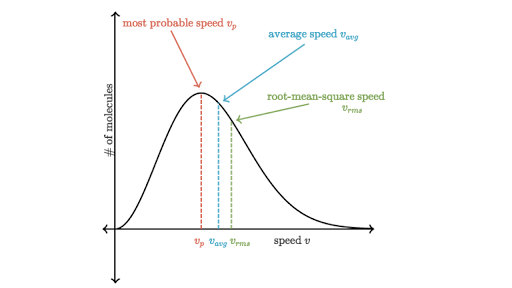 most probable speed v_p
average speed v_avg
root-mean-square speed
v_rms
# of molecules
v_p v_avg v_rms speed v